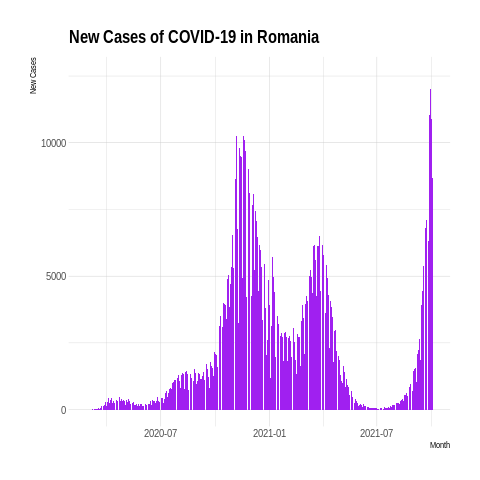 New Cases of COVID-19 in Romania
New Cases
10000
5000
0
2020-07 2021-01 2021-07
Month